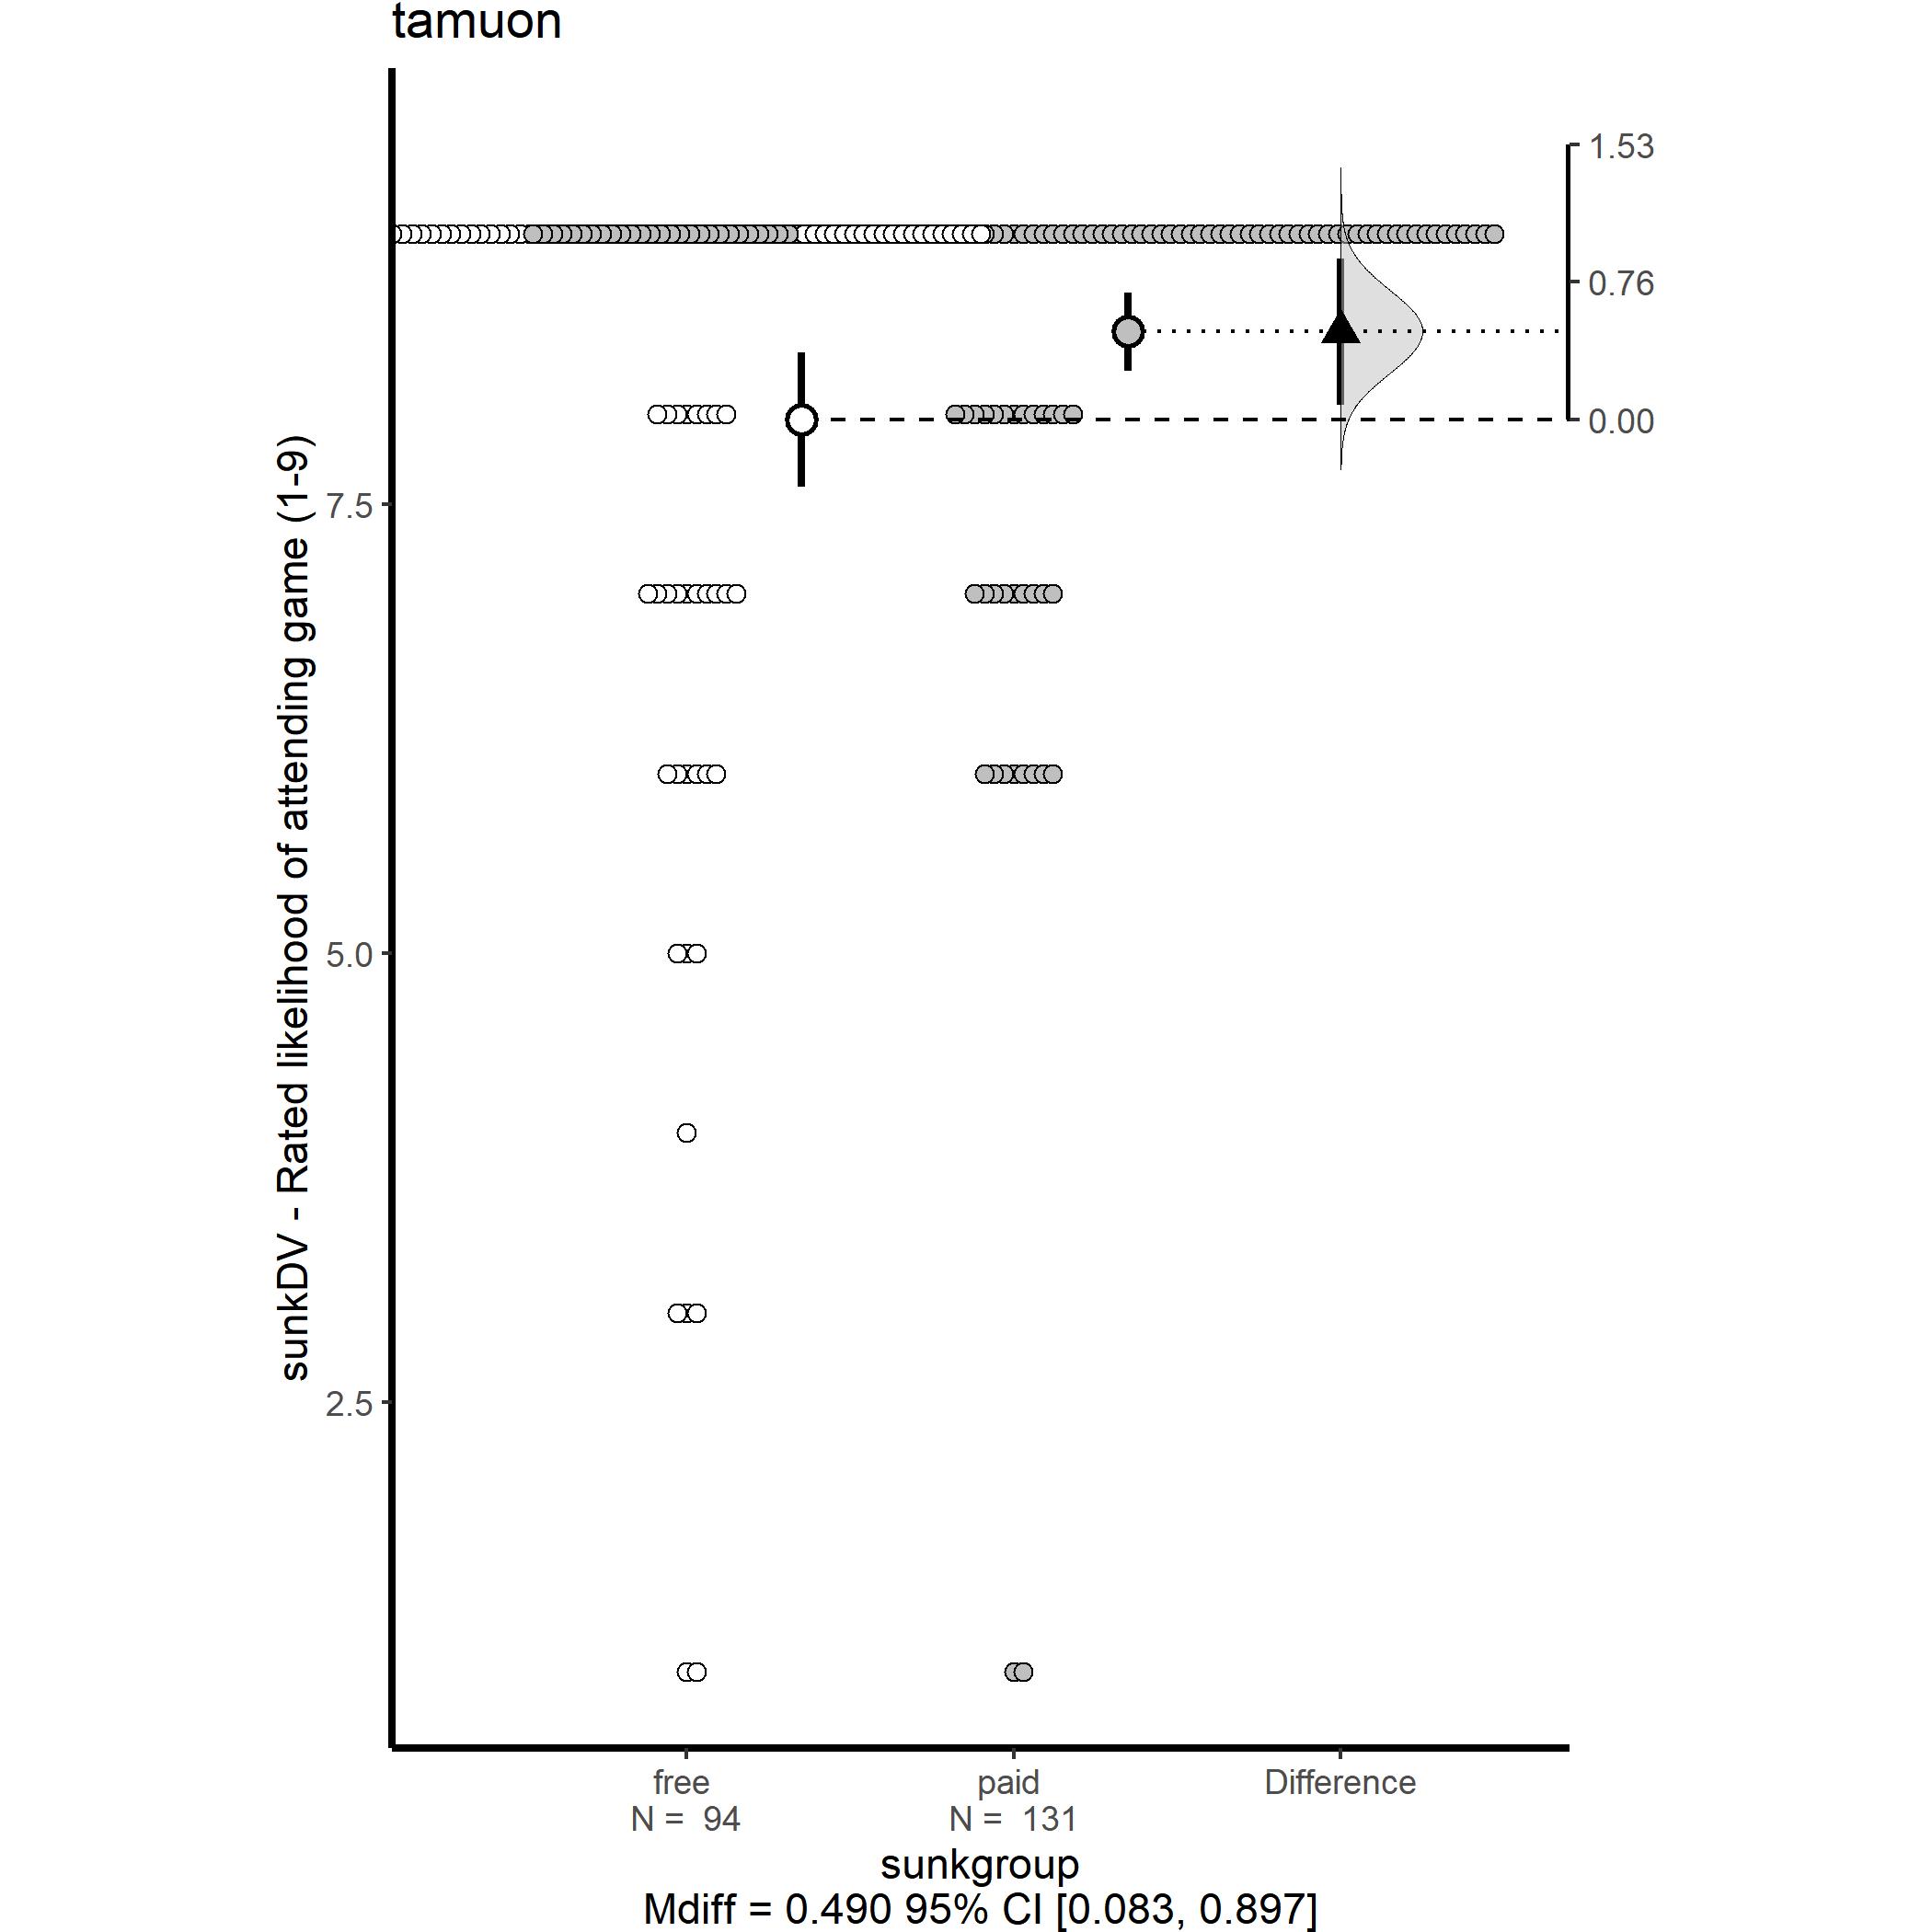 tamuon
1.53
0.76
0.00
sunkDV - Rated likelihood of attending game (1-9)
7.5
5.0
2.5
free
N =  94
paid
N =  131
Difference
sunkgroup
Mdiff = 0.490 95% CI [0.083, 0.897]